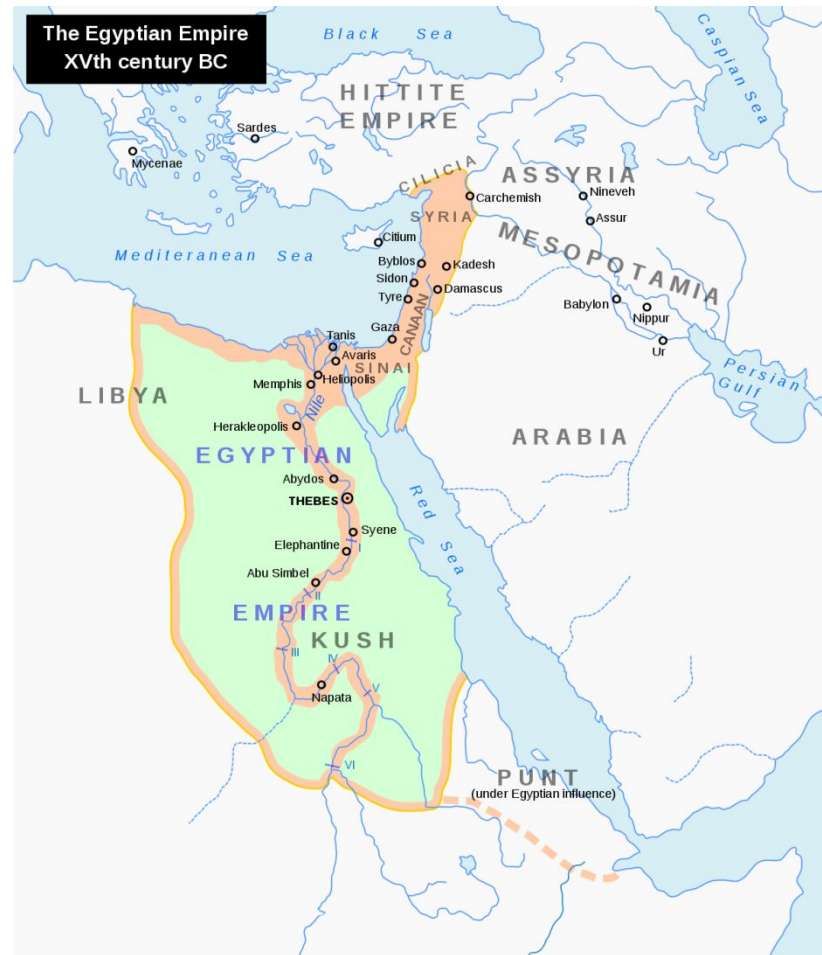 The Egyptian Empire
XVth century BC
Black Sea
Caspian Sea
HITTITE
EMPIRE
Sardes
Mycenae
CILICIA
ASSYRIA
Carchemish
Nineveh
SYRIA
Assur
Citium
MESOPOTAMIA
Mediterranean Sea
Byblos
Kadesh
Sidon
Damascus
Tyre
Babylon
Nippur
CANAAN
Gaza
Tanis
Ur
Avaris
SINAI
Persian
Gulf
Heliopolis
Memphis
LIBYA
Nile
Herakleopolis
ARABIA
EGYPTIAN
Abydos
THEBES
Red Sea
Syene
Elephantine
I
Abu Simbel
II
EMPIRE
KUSH
III
IV
Napata
V
VI
PUNT
(under Egyptian influence)